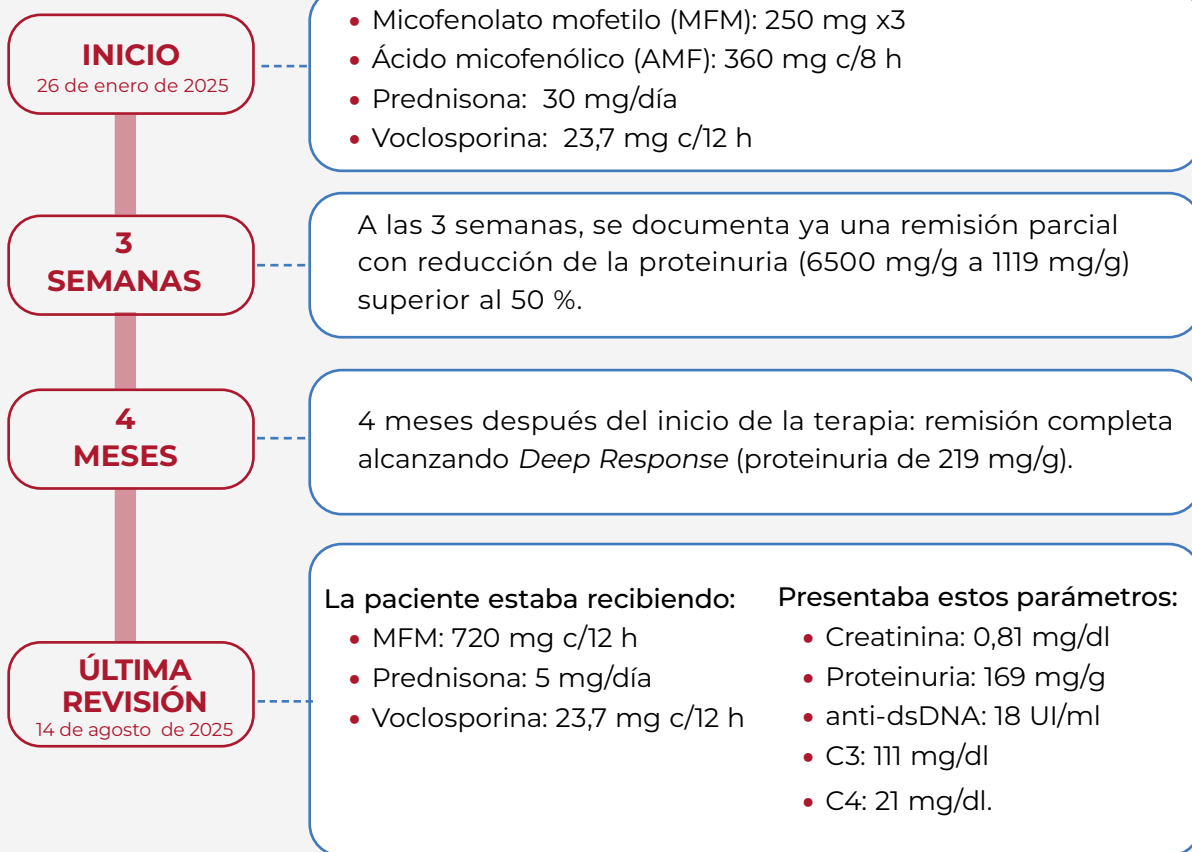 INICIO
26 de enero de 2025
• Micofenolato mofetilo (MFM): 250 mg x3
• Ácido micofenólico (AMF): 360 mg c/8 h
• Prednisona: 30 mg/día
• Voclosporina: 23,7 mg c/12 h
3
SEMANAS
A las 3 semanas, se documenta ya una remisión parcial
con reducción de la proteinuria (6500 mg/g a 1119 mg/g)
superior al 50 %.
4
MESES
4 meses después del inicio de la terapia: remisión completa
alcanzando Deep Response (proteinuria de 219 mg/g).
ÚLTIMA
REVISIÓN
14 de agosto de 2025
La paciente estaba recibiendo:
• MFM: 720 mg c/12 h
• Prednisona: 5 mg/día
• Voclosporina: 23,7 mg c/12 h
Presentaba estos parámetros:
• Creatinina: 0,81 mg/dl
• Proteinuria: 169 mg/g
• anti-dsDNA: 18 UI/ml
• C3: 111 mg/dl
• C4: 21 mg/dl.